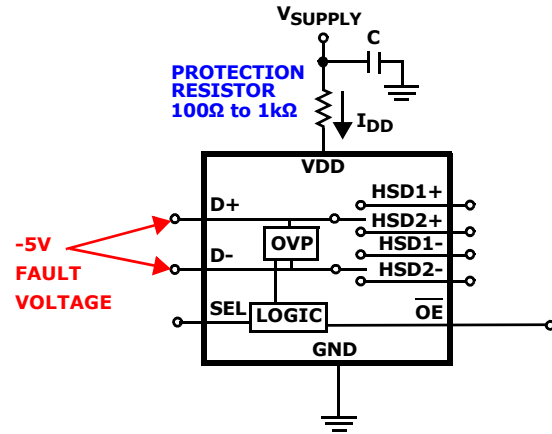 VSUPPLY
C
PROTECTION
RESISTOR
100Ω to 1kΩ
IDD
VDD
D+
HSD1+
HSD2+
OVP
HSD1-
D-
HSD2-
-5V
FAULT
VOLTAGE
SEL
LOGIC
OE
GND